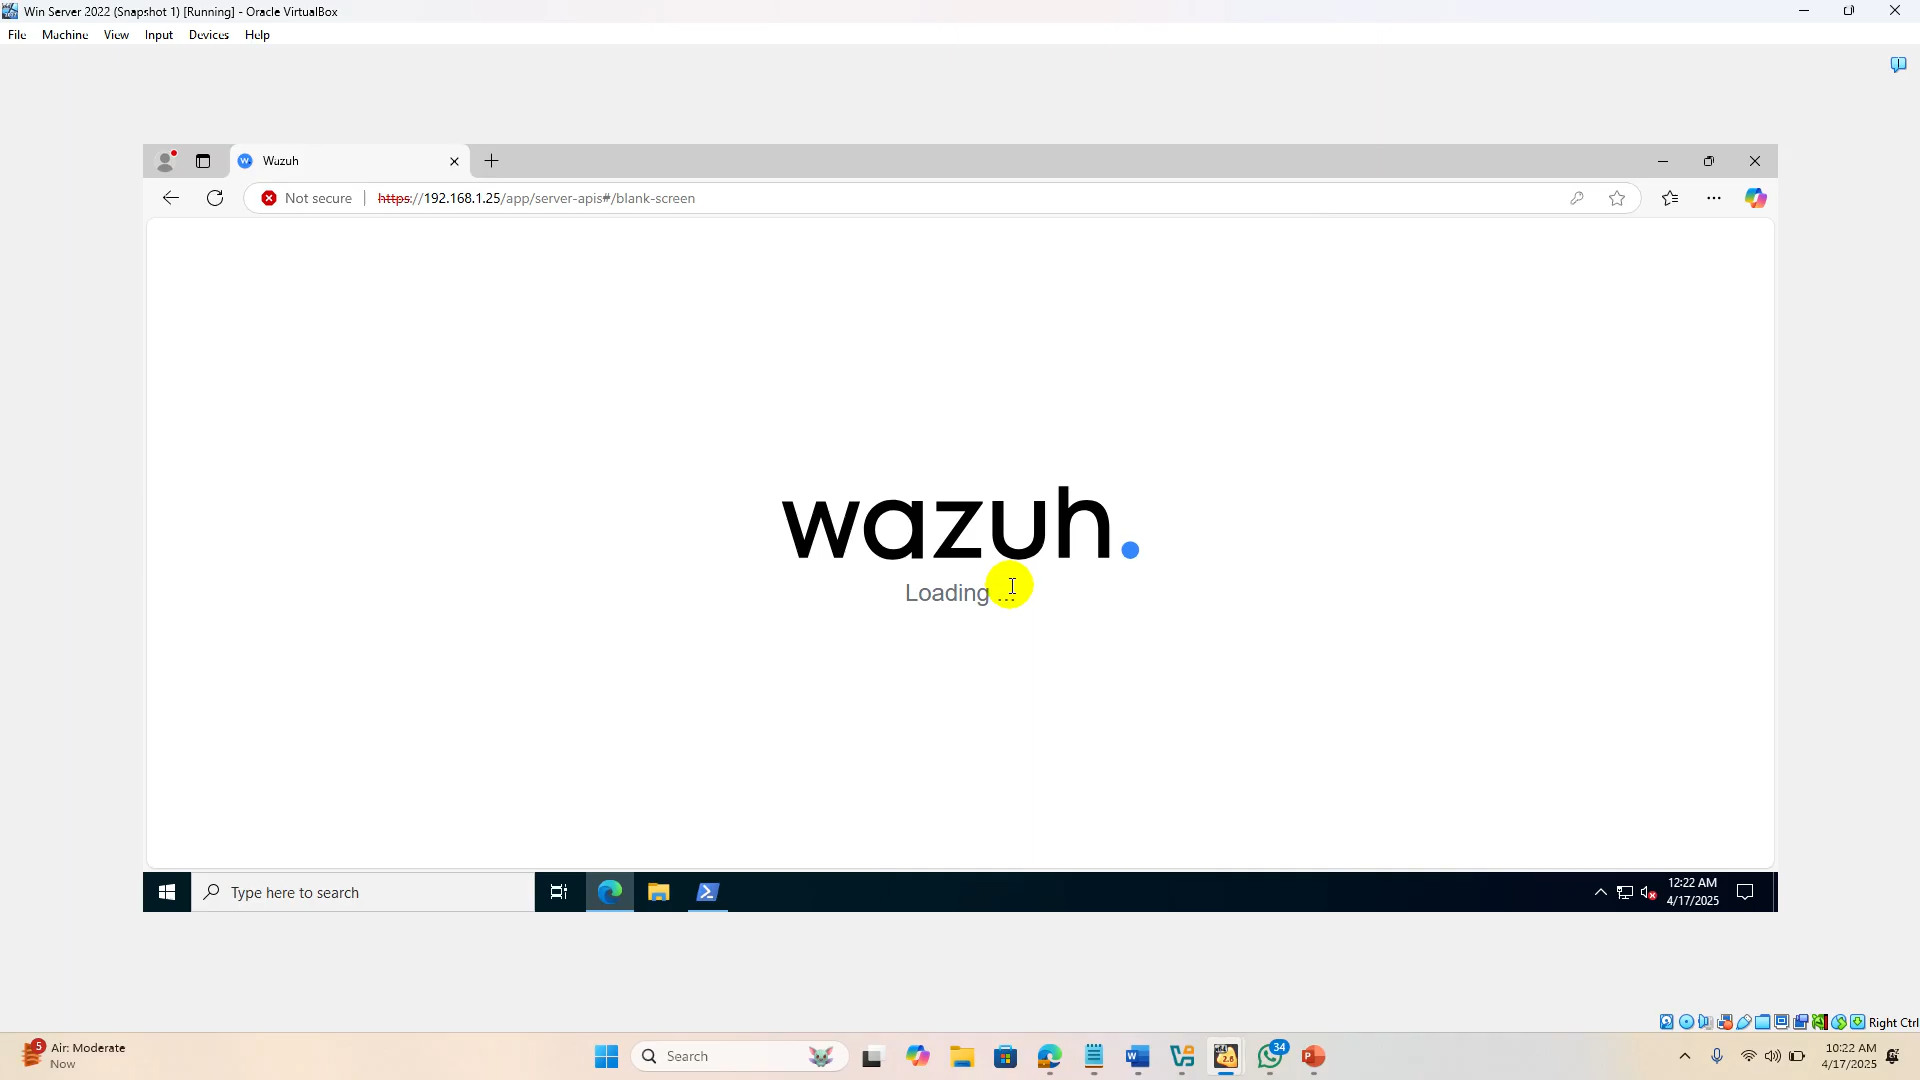 Win Server 2022 (Snapshot 1) [Running] - Oracle VirtualBox
File Machine View Input Devices Help
Wazuh
Not secure https://192.168.1.25/app/server-apis#/blank-screen
wazuh.
Loading ...
Type here to search
12:22 AM
4/17/2025
Right Ctrl
5
Air: Moderate
Now
Search
34
10:22 AM
4/17/2025